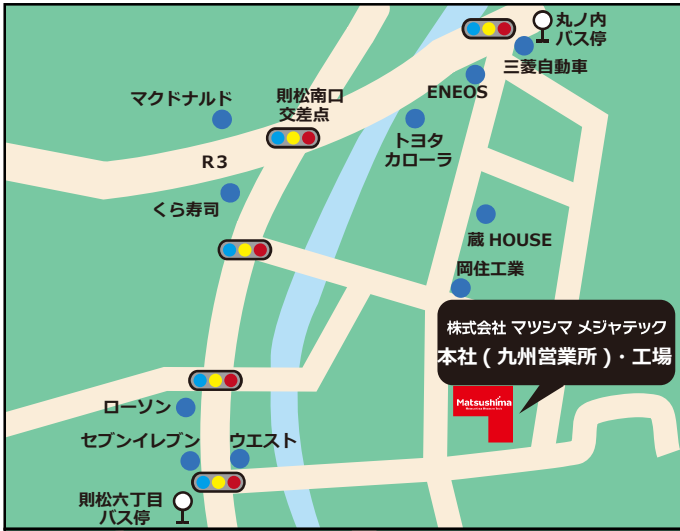 丸ノ内
バス停
三菱自動車
ENEOS
マクドナルド
則松南口
交差点
トヨタ
カローラ
R3
くら寿司
蔵 HOUSE
岡住工業
株式会社 マツシマ メジャテック
本社 ( 九州営業所 )・工場
Matsushima
ローソン
セブンイレブン
ウエスト
則松六丁目
バス停